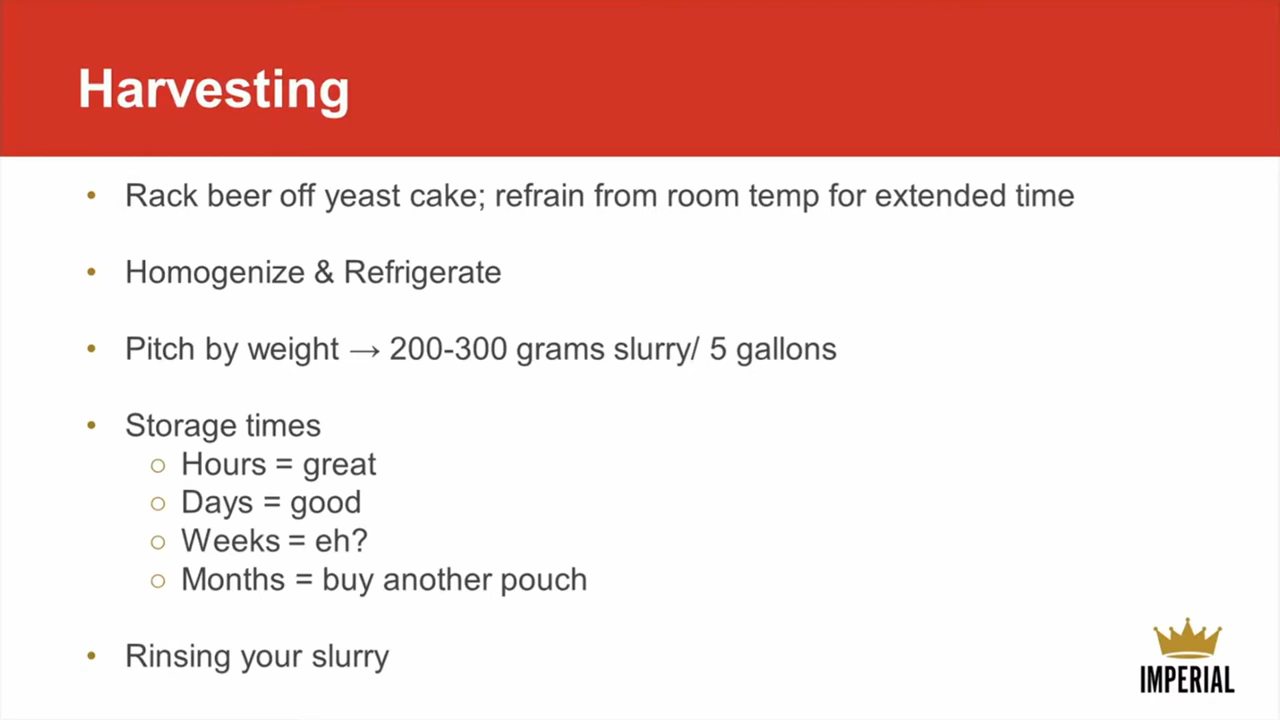 Harvesting
• Rack beer off yeast cake; refrain from room temp for extended time
• Homogenize & Refrigerate
• Pitch by weight → 200-300 grams slurry/ 5 gallons
• Storage times
○ Hours = great
○ Days = good
○ Weeks = eh?
○ Months = buy another pouch
• Rinsing your slurry
IMPERIAL